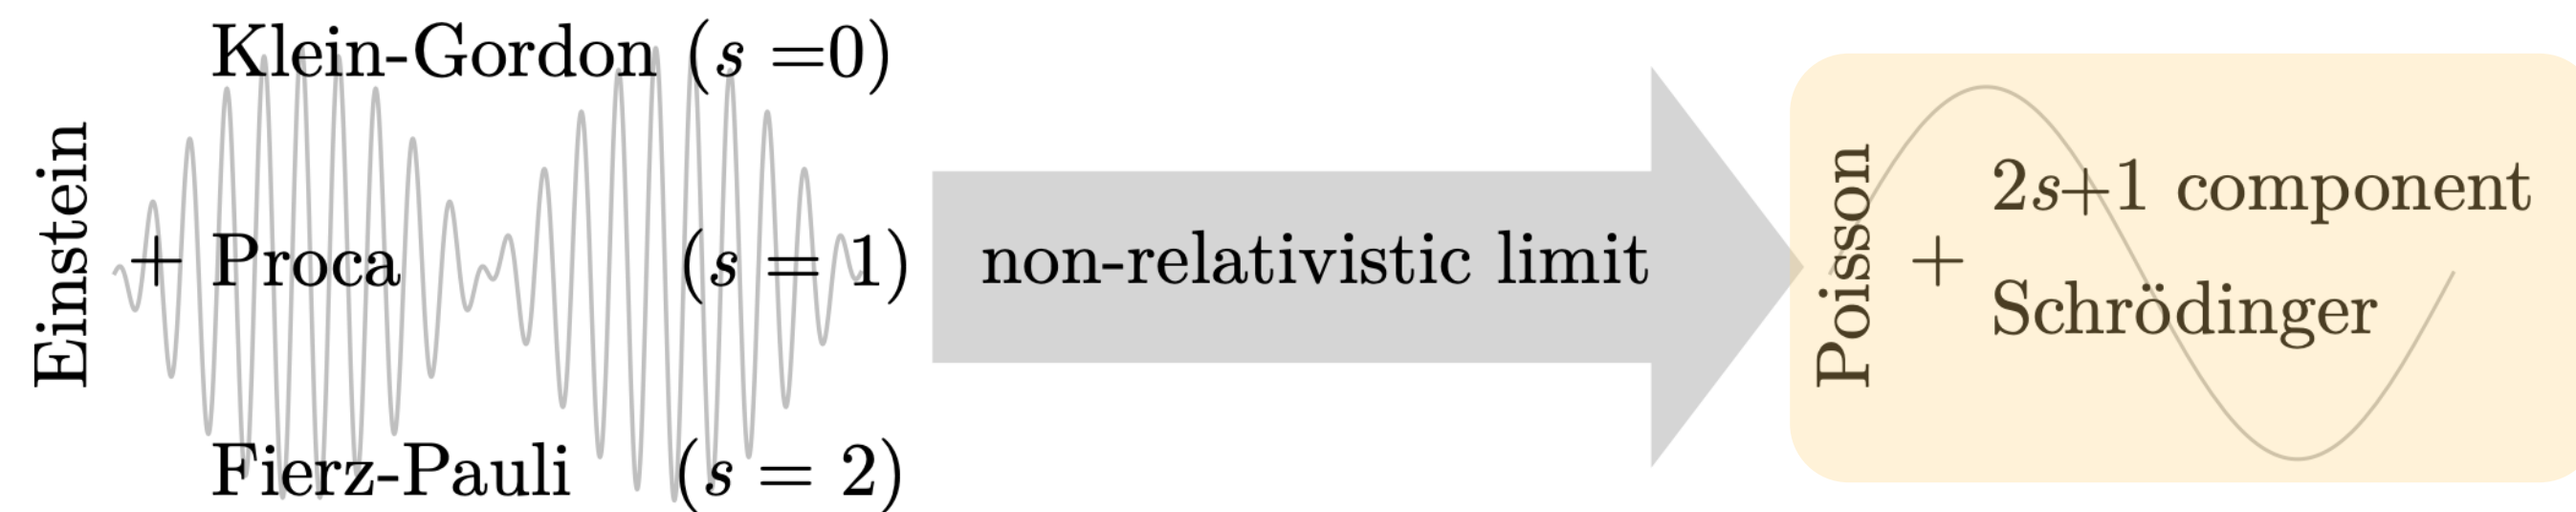 Einstein
+
Klein-Gordon (s =0)
Proca (s = 1)
Fierz-Pauli (s = 2)
non-relativistic limit
Poisson
+
2s+1 component
Schrödinger